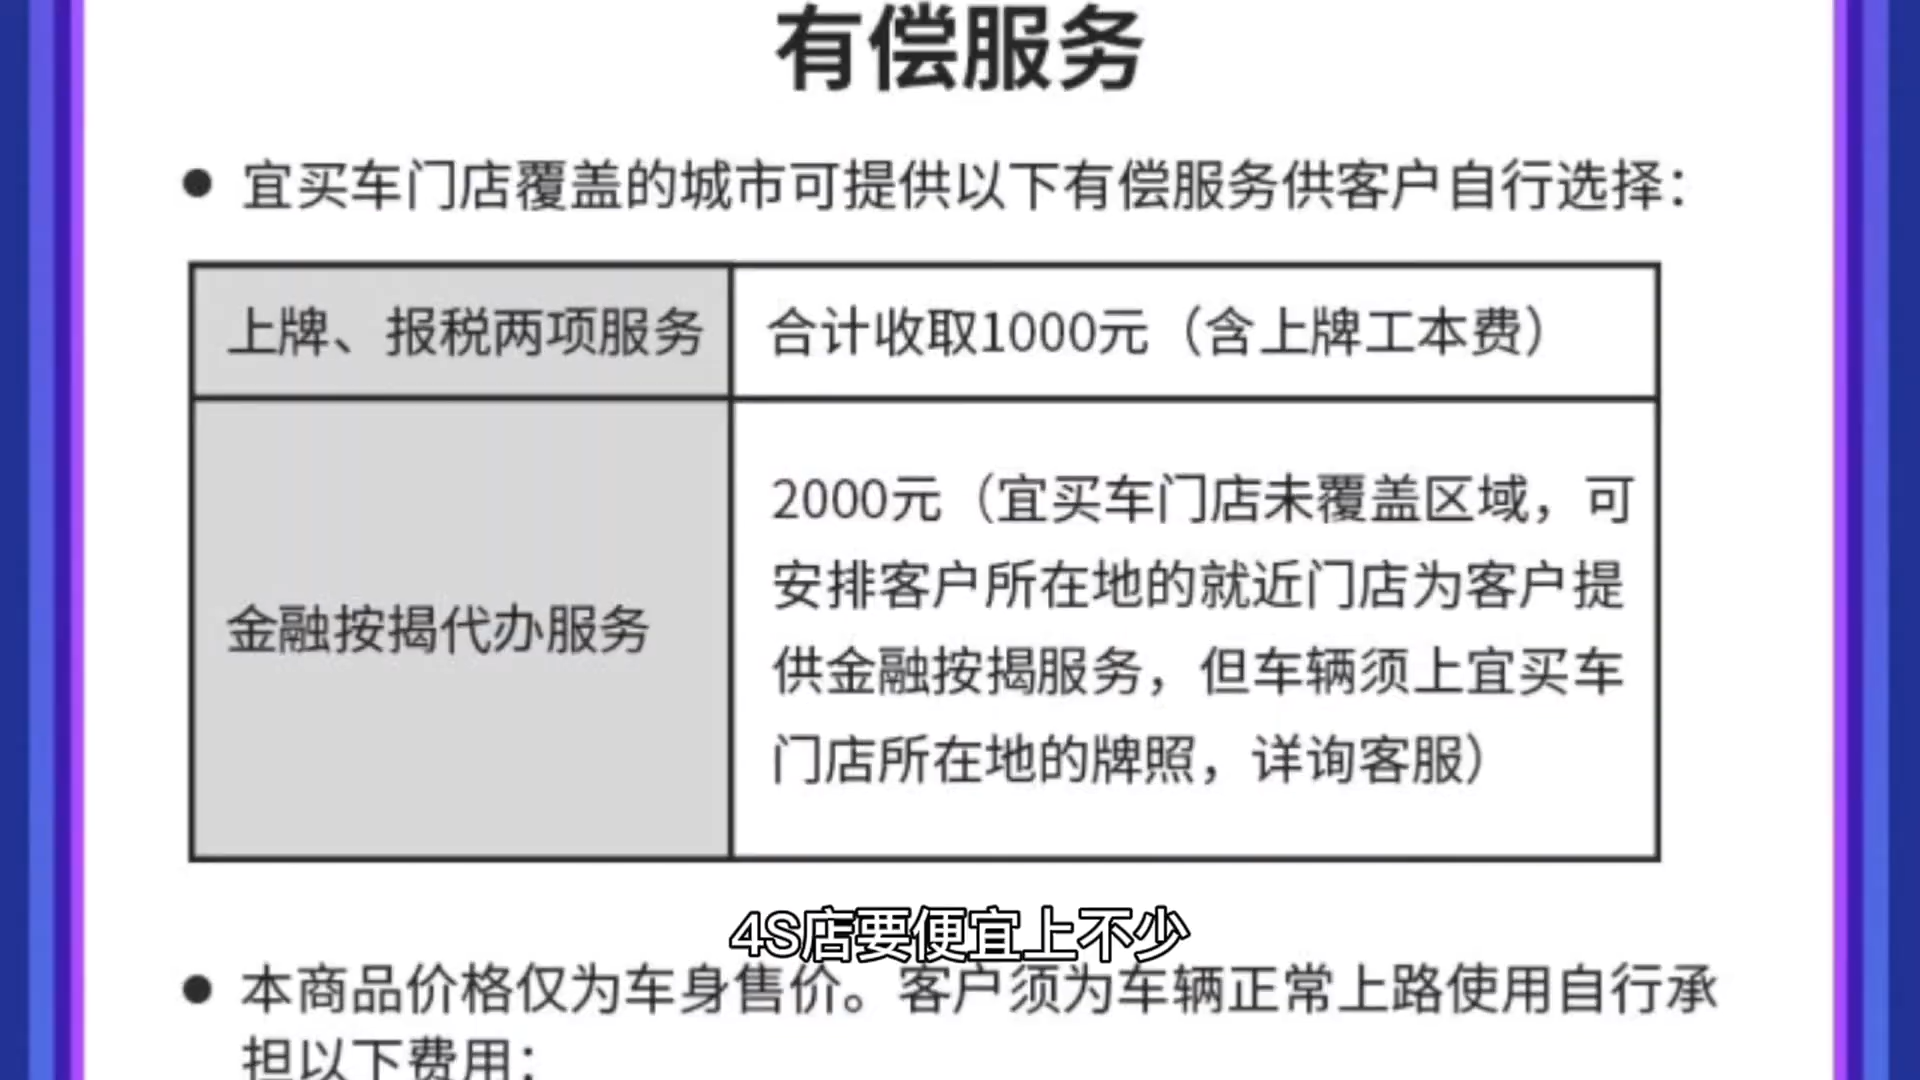 有偿服务
● 宜买车门店覆盖的城市可提供以下有偿服务供客户自行选择：
上牌、报税两项服务
合计收取1000元（含上牌工本费）
金融按揭代办服务
2000元（宜买车门店未覆盖区域，可
安排客户所在地的就近门店为客户提
供金融按揭服务，但车辆须上宜买车
门店所在地的牌照，详询客服）
4S店要便宜上不少
● 本商品价格仅为车身售价。客户须为车辆正常上路使用自行承
担以下费用：